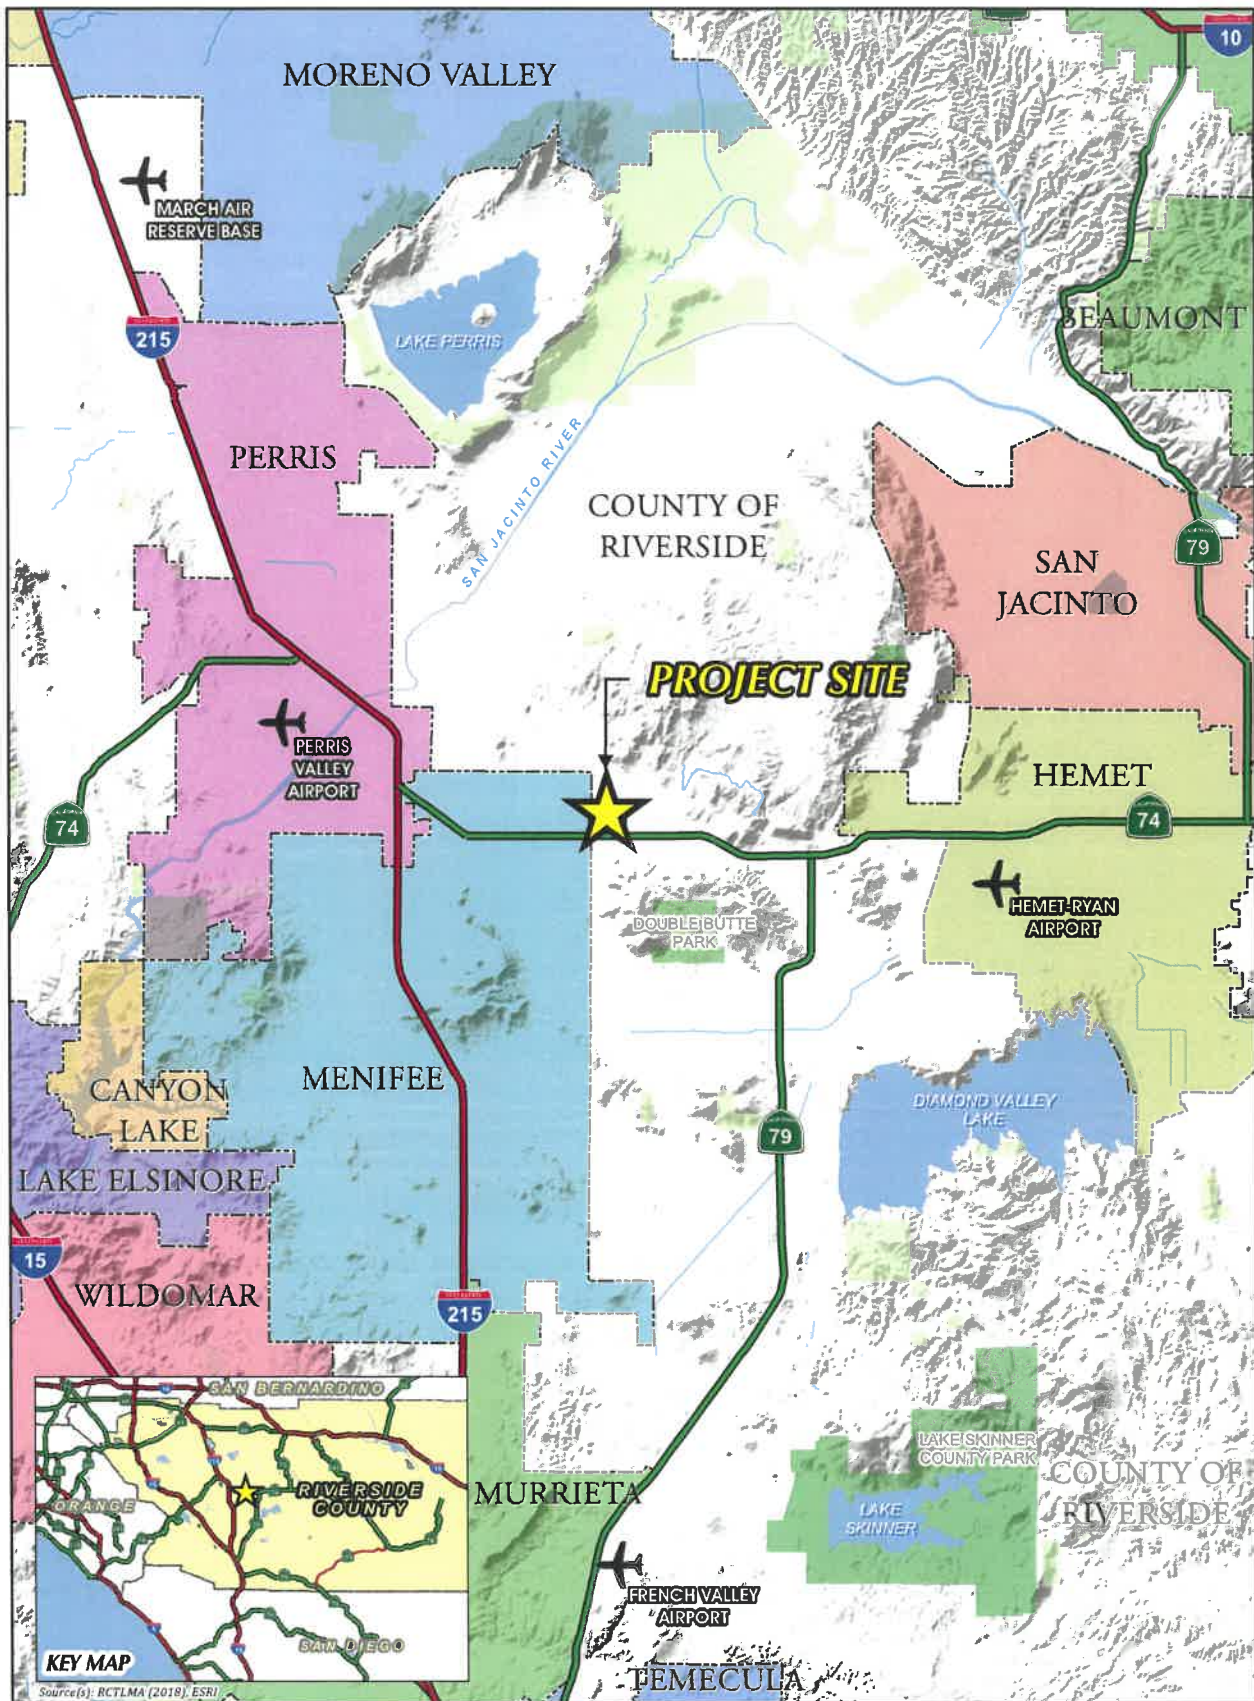 10
MORENO VALLEY
MARCH AIR
RESERVE BASE
BEAUMONT
215
LAKE PERRIS
PERRIS
SAN JACINTO RIVER
COUNTY OF
RIVERSIDE
79
SAN
JACINTO
PROJECT SITE
PERRIS
VALLEY
AIRPORT
HEMET
74
74
HEMET-RYAN
AIRPORT
DOUBLE BUTTE
PARK
MENIFEE
CANYON
LAKE
DIAMOND VALLEY
LAKE
79
LAKE ELSINORE
15
WILDOMAR
215
SAN BERNARDINO
LAKE SKINNER
COUNTY PARK
COUNTY OF
RIVERSIDE
RIVERSIDE
COUNTY
ORANGE
MURRIETA
LAKE
SKINNER
FRENCH VALLEY
AIRPORT
SAN DIEGO
KEY MAP
TEMECULA
Source(s): RCTLMA (2018), ESRI